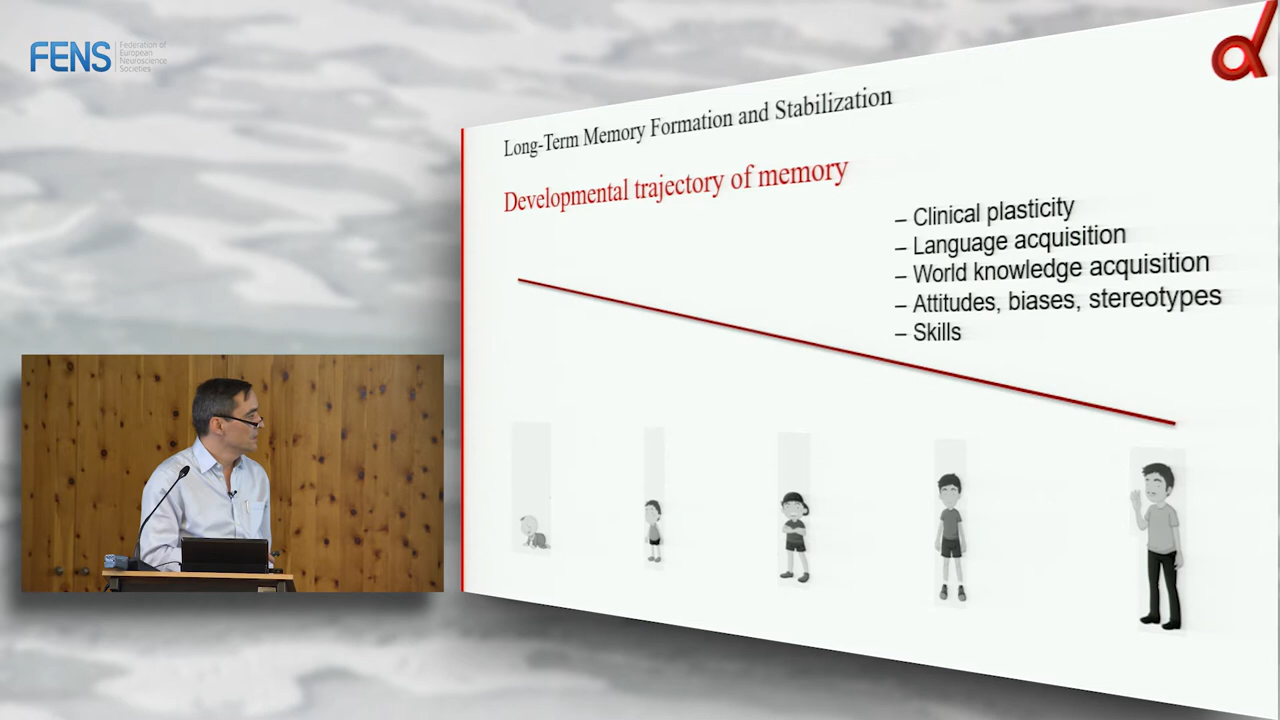 FENS
Federation of
European
Neuroscience
Societies
Long-Term Memory Formation and Stabilization
Developmental trajectory of memory
– Clinical plasticity
– Language acquisition
– World knowledge acquisition
– Attitudes, biases, stereotypes
– Skills